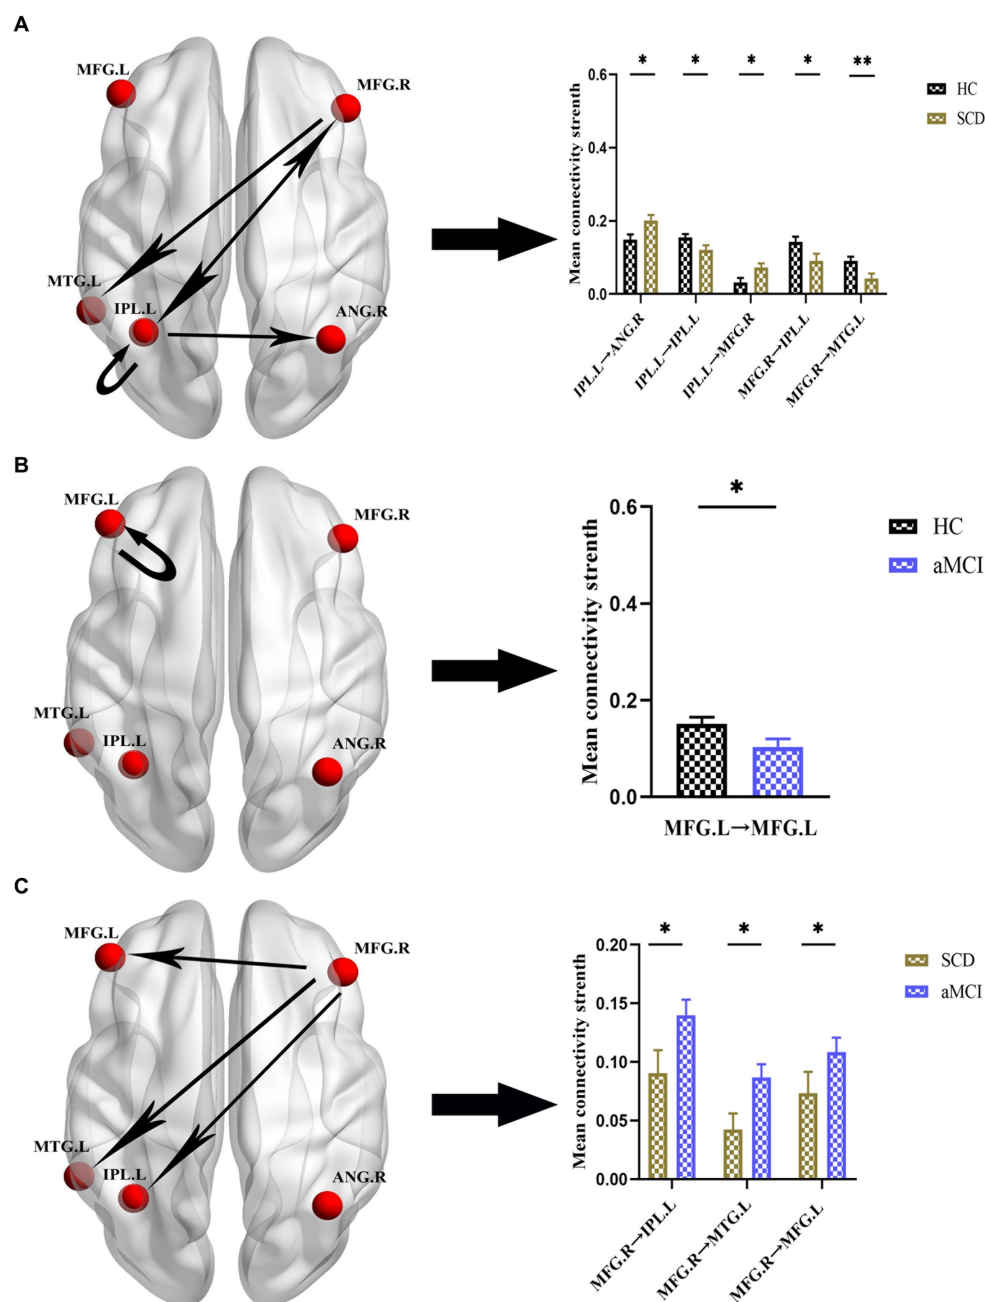 A
MFG.L
MFG.R
MTG.L
IPL.L
ANG.R
Mean connectivity strenth
0.6
0.4
0.2
0.0
* * * * **
HC
SCD
IPL.L→ANG.R
IPL.L→IPL.L
IPL.L→MFG.R
MFG.R→IPL.L
MFG.R→MTG.L
B
MFG.L
MFG.R
MTG.L
IPL.L
ANG.R
Mean connectivity strenth
0.6
0.4
0.2
0.0
*
HC
aMCI
MFG.L→MFG.L
C
MFG.L
MFG.R
MTG.L
IPL.L
ANG.R
Mean connectivity strenth
0.20
0.15
0.10
0.05
0.00
* * *
SCD
aMCI
MFG.R→IPL.L
MFG.R→MTG.L
MFG.R→MFG.L